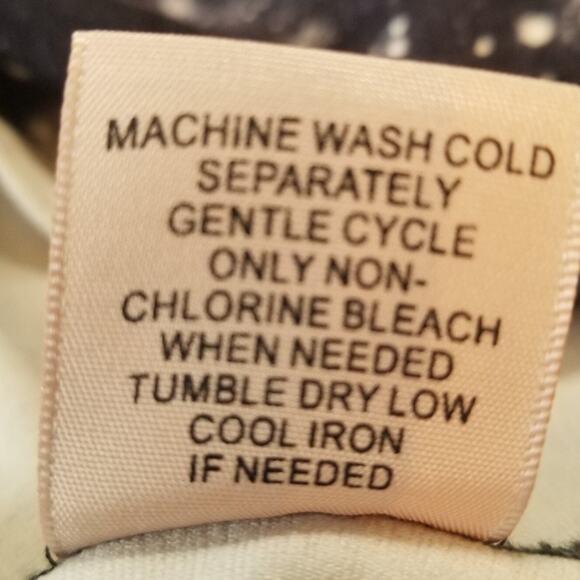 MACHINE WASH COLD
SEPARATELY
GENTLE CYCLE
ONLY NON-
CHLORINE BLEACH
WHEN NEEDED
TUMBLE DRY LOW
COOL IRON
IF NEEDED